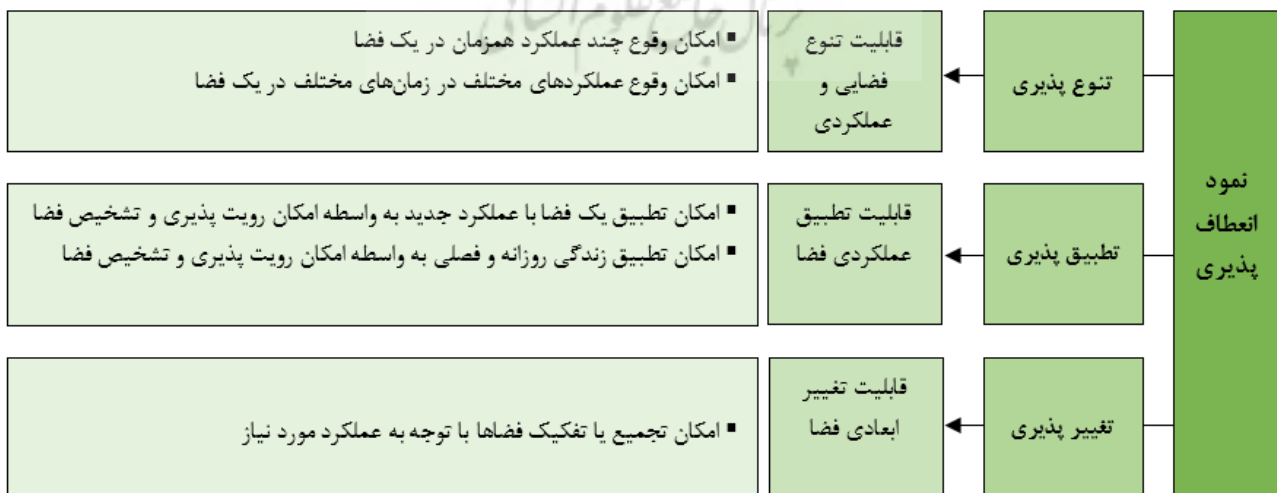 نمود
انعطاف
پذیری
تنوع پذیری
قابلیت تنوع
فضایی و
عملکردی
▪ امکان وقوع چند عملکرد همزمان در یک فضا
▪ امکان وقوع عملکردهای مختلف در زمان‌های مختلف در یک فضا
تطبیق پذیری
قابلیت تطبیق
عملکردی فضا
▪ امکان تطبیق یک فضا با عملکرد جدید به واسطه امکان رویت پذیری و تشخیص فضا
▪ امکان تطبیق زندگی روزانه و فصلی به واسطه امکان رویت پذیری و تشخیص فضا
تغییر پذیری
قابلیت تغییر
ابعادی فضا
▪ امکان تجمیع یا تفکیک فضاها با توجه به عملکرد مورد نیاز